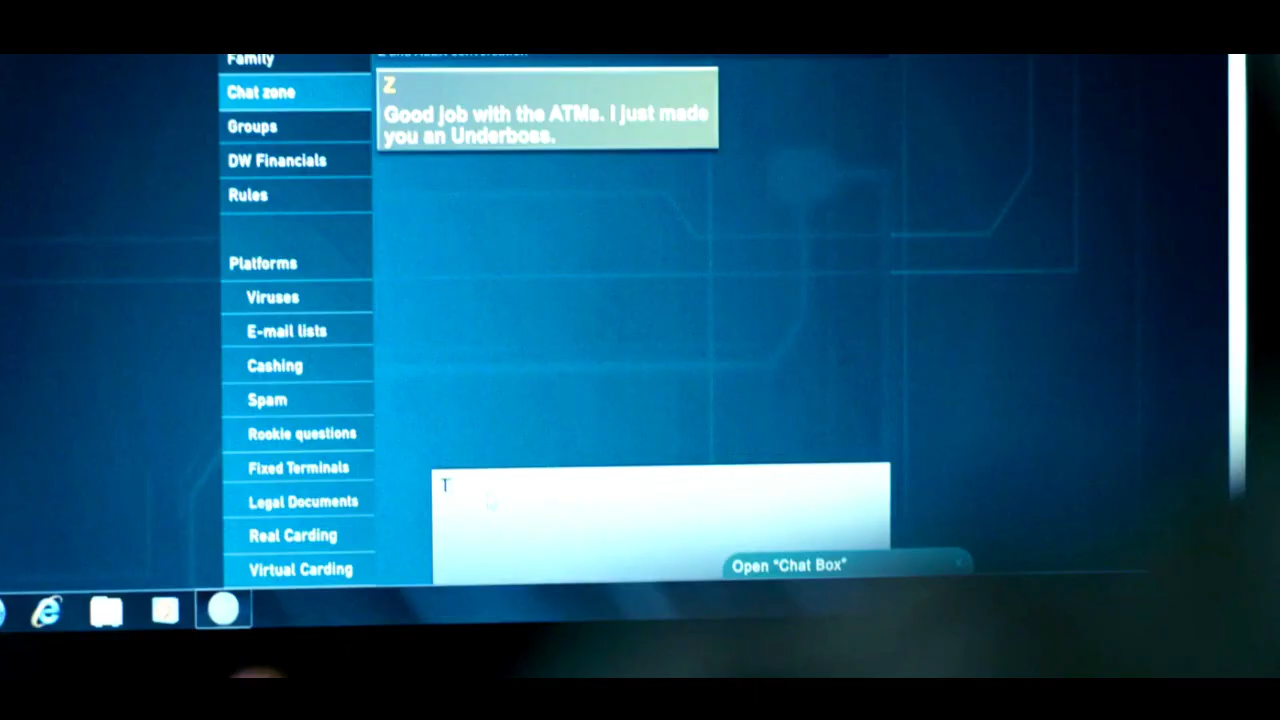 Family
Chat zone
Groups
DW Financials
Rules
Platforms
Viruses
E-mail lists
Cashing
Spam
Rookie questions
Fixed Terminals
Legal Documents
Real Carding
Virtual Carding
Z
Good job with the ATMs. I just made
you an Underboss.
T
Open "Chat Box"